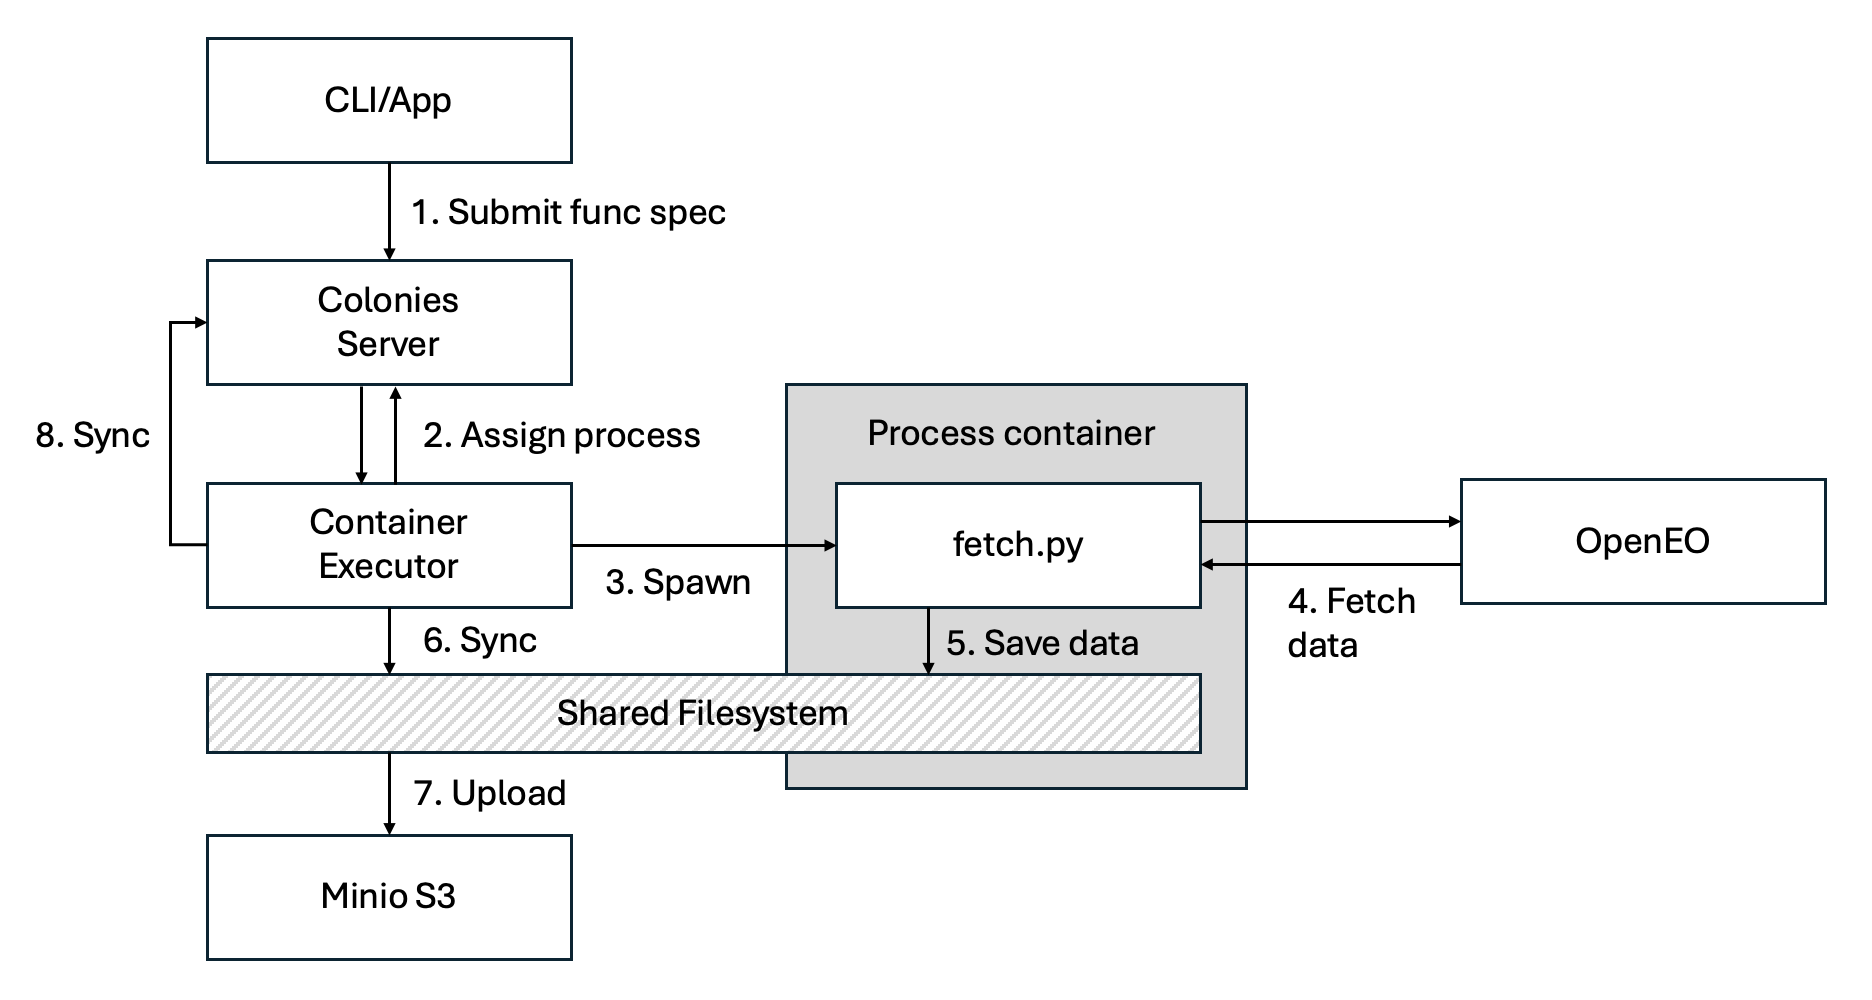 CLI/App
1. Submit func spec
Colonies
Server
8. Sync
2. Assign process
Process container
Container
Executor
fetch.py
OpenEO
3. Spawn
4. Fetch
data
6. Sync
5. Save data
Shared Filesystem
7. Upload
Minio S3